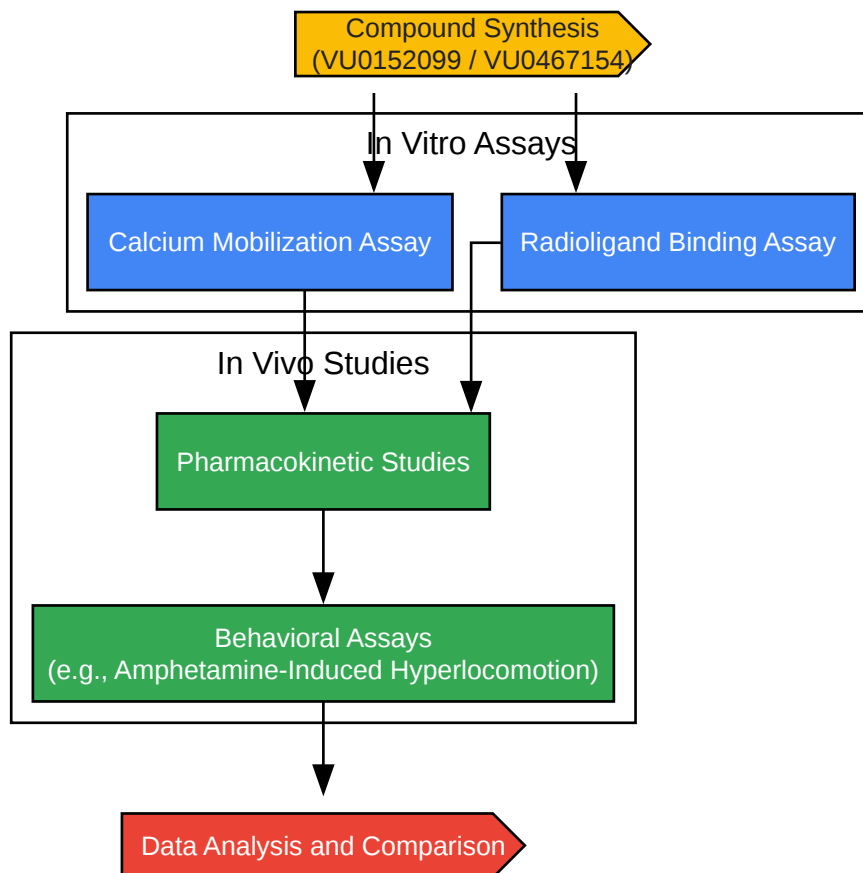 Compound Synthesis
(VU0152099 / VU0467154)
In Vitro Assays
Calcium Mobilization Assay
Radioligand Binding Assay
In Vivo Studies
Pharmacokinetic Studies
Behavioral Assays
(e.g., Amphetamine-Induced Hyperlocomotion)
Data Analysis and Comparison